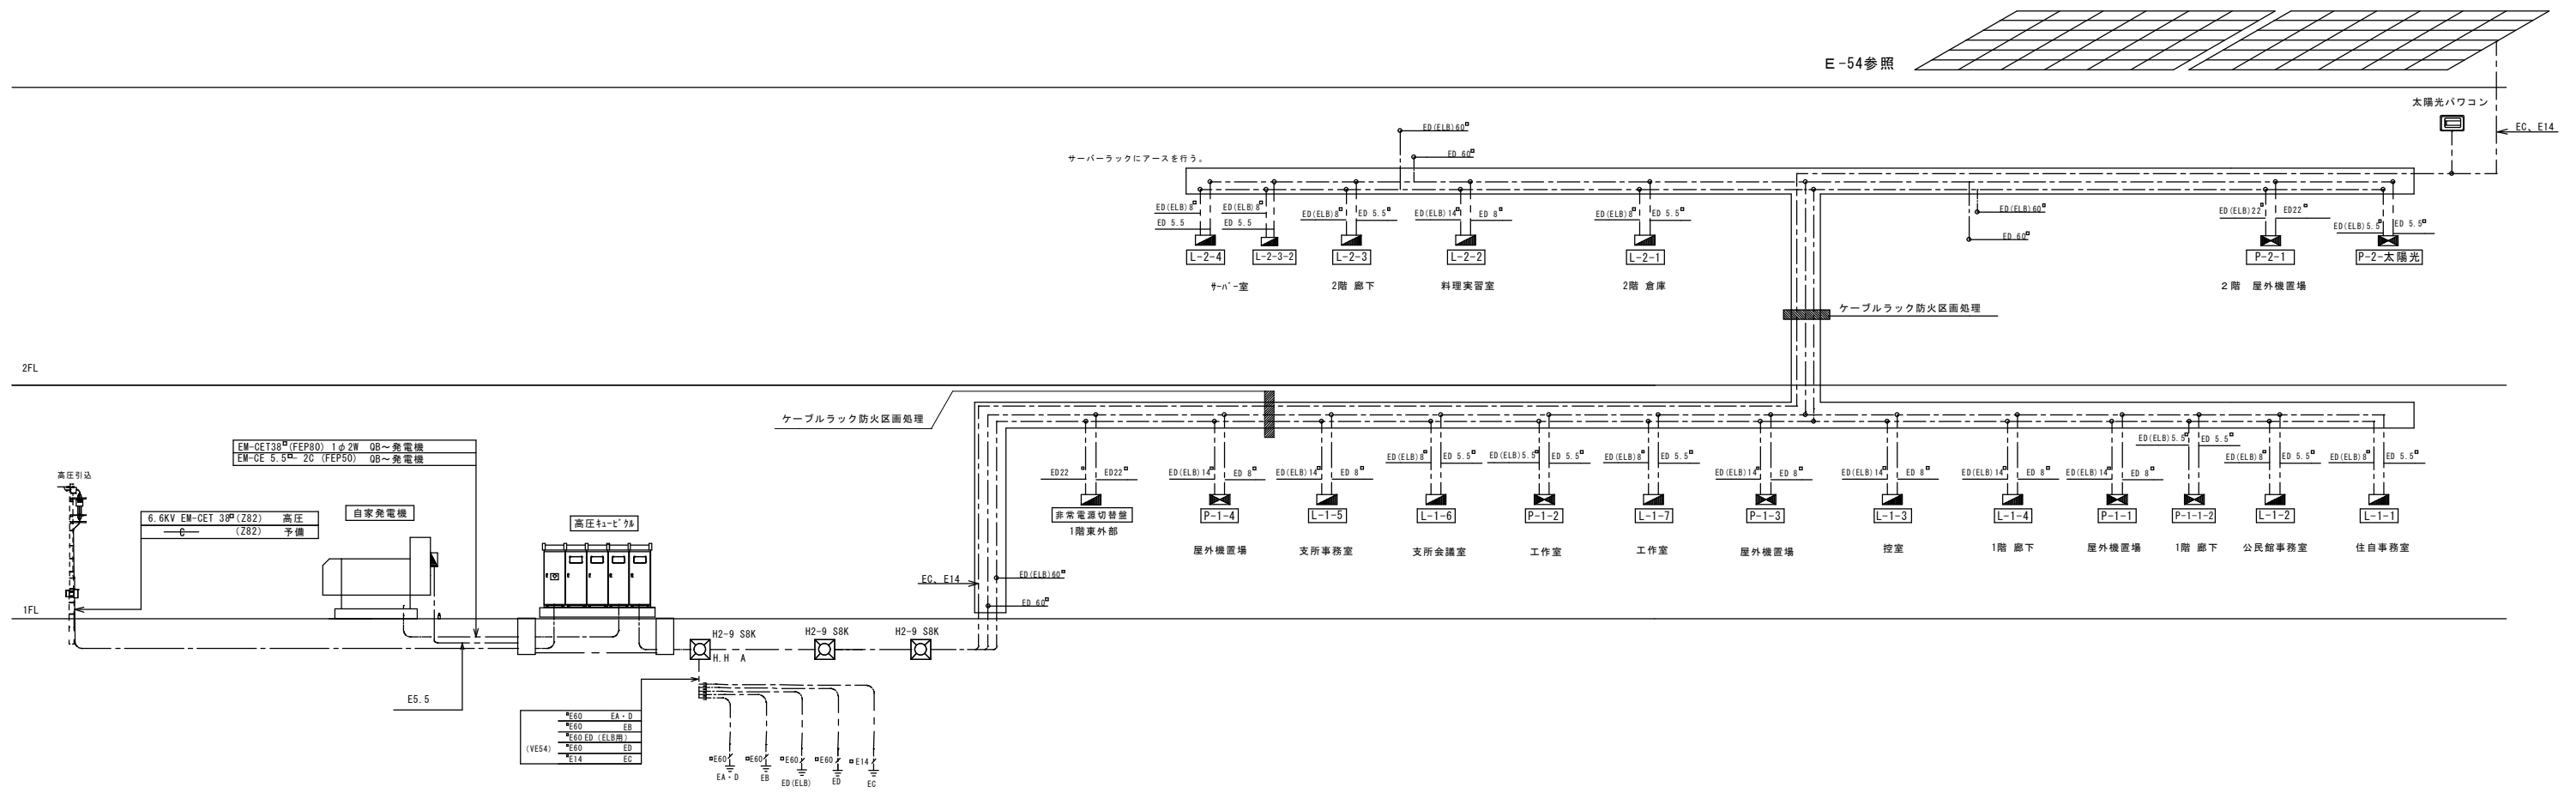 E-54参照
太陽光パワコン
EC、E14
サーバーラックにアースを行う。
ED(ELB)60□
ED 60□
ED(ELB)8□
ED 5.5
ED(ELB)8□
ED 5.5
ED(ELB)8□ ED 5.5□
ED(ELB)14□ ED 8□
ED(ELB)8□ ED 5.5□
ED(ELB)60□
ED 60□
ED(ELB)22□ ED22□
ED(ELB)5.5□ ED 5.5□
L-2-4
L-2-3-2
L-2-3
L-2-2
L-2-1
P-2-1
P-2-太陽光
サーバー室
2階 廊下
料理実習室
2階 倉庫
2階 屋外機置場
ケーブルラック防火区画処理
2FL
ケーブルラック防火区画処理
EM-CET38□(FEP80) 1φ2W QB～発電機
EM-CE 5.5□- 2C (FEP50) QB～発電機
高圧引込
6.6KV EM-CET 38□(Z82) 高圧
C (Z82) 予備
自家発電機
高圧キュービクル
ED22□ ED22□
ED(ELB)14□ ED 8□
ED(ELB)14□ ED 8□
ED(ELB)8□ ED 5.5□
ED(ELB)5.5□ ED 5.5□
ED(ELB)8□ ED 5.5□
ED(ELB)14□ ED 8□
ED(ELB)14□ ED 8□
ED(ELB)14□ ED 8□
ED(ELB)14□ ED 8□
ED(ELB)5.5□ ED 5.5□
ED(ELB)8□ ED 5.5□
ED(ELB)8□ ED 5.5□
非常電源切替盤
P-1-4
L-1-5
L-1-6
P-1-2
L-1-7
P-1-3
L-1-3
L-1-4
P-1-1
P-1-1-2
L-1-2
L-1-1
1階東外部
屋外機置場
支所事務室
支所会議室
工作室
工作室
屋外機置場
控室
1階 廊下
屋外機置場
1階 廊下
公民館事務室
住自事務室
EC、E14
ED(ELB)60□
ED 60□
1FL
H2-9 S8K
H2-9 S8K
H2-9 S8K
H.H A
E5.5
(VE54)
□E60 EA・D
□E60 EB
□E60 ED (ELB用)
□E60 ED
□E14 EC
□E60
□E60
□E60
□E60
□E14
EA・D
EB
ED(ELB)
ED
EC